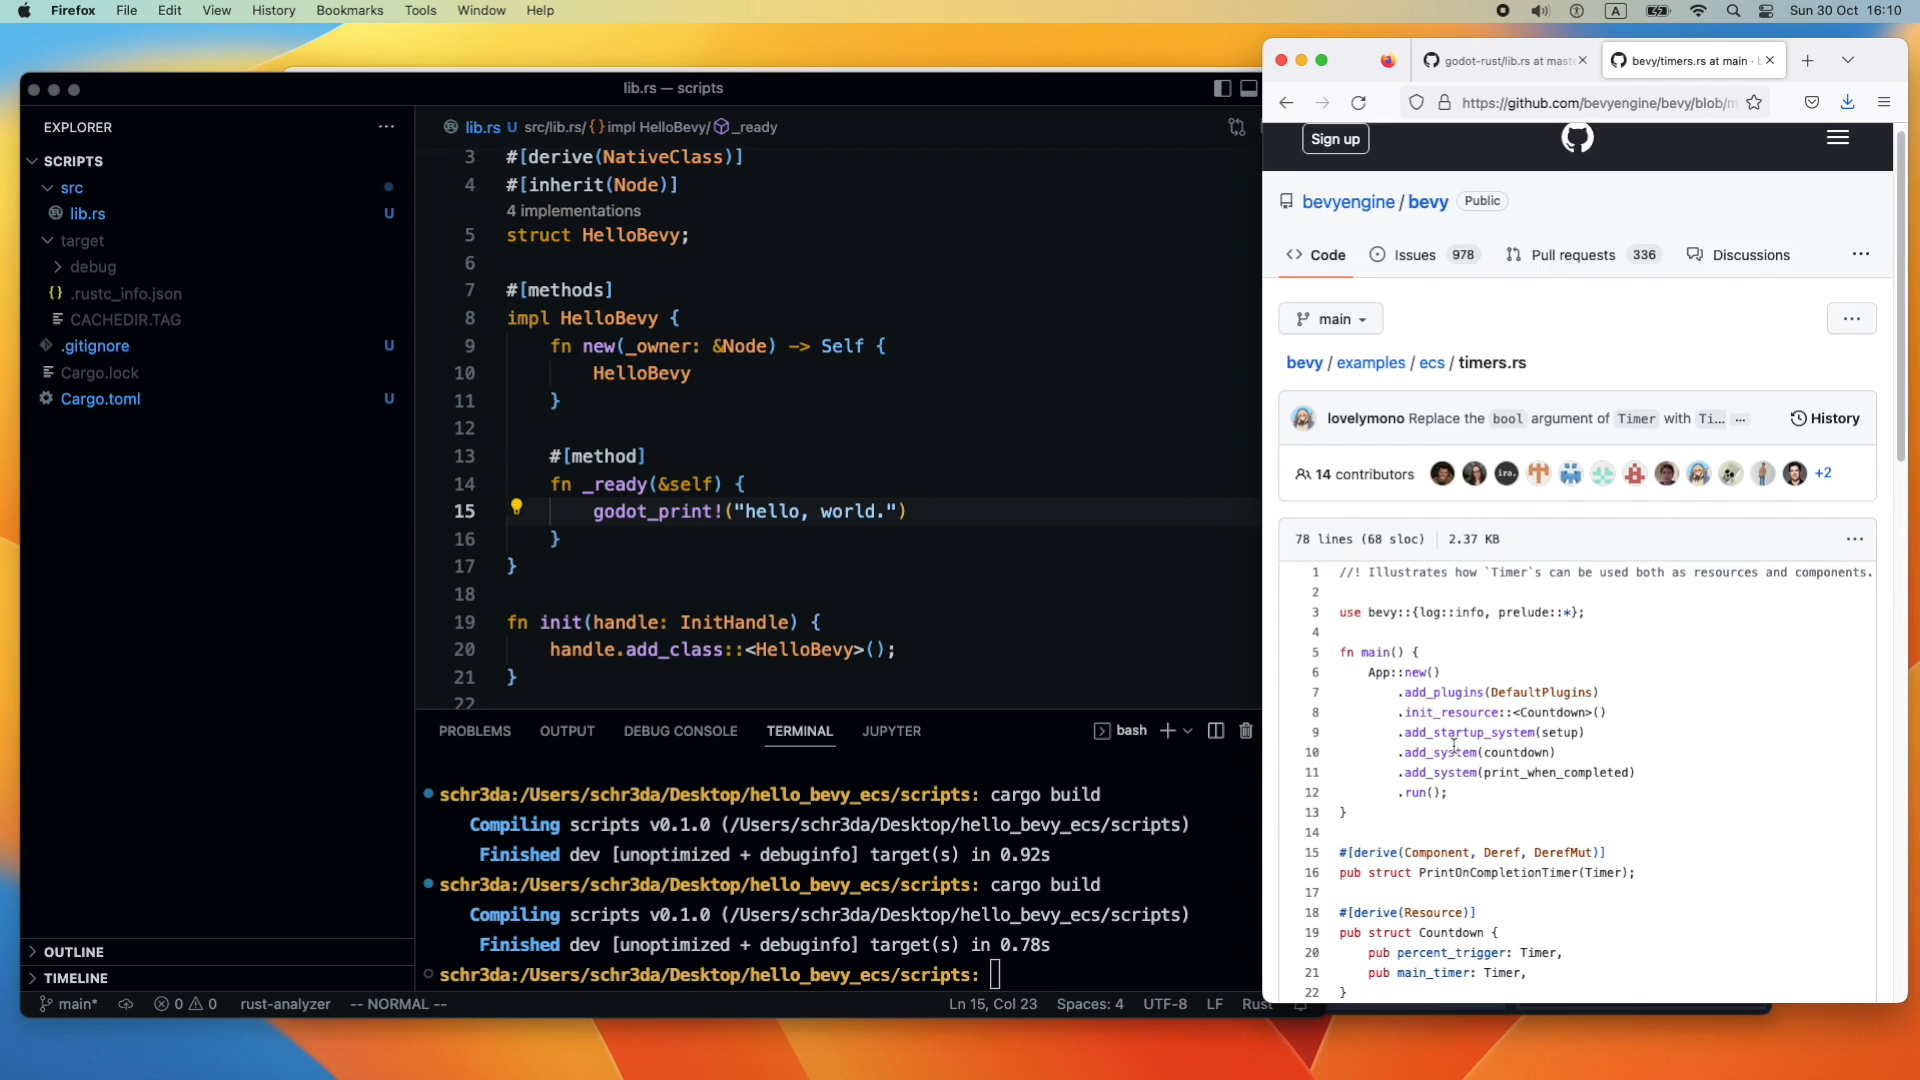 Firefox File Edit View History Bookmarks Tools Window Help
A Sun 30 Oct 16:10
lib.rs — scripts
EXPLORER
SCRIPTS
src
lib.rs U
target
debug
{} .rustc_info.json
CACHEDIR.TAG
.gitignore U
Cargo.lock
Cargo.toml U
OUTLINE
TIMELINE
lib.rs U src/lib.rs/ {} impl HelloBevy/ _ready
3 #[derive(NativeClass)]
4 #[inherit(Node)]
4 implementations
5 struct HelloBevy;
6
7 #[methods]
8 impl HelloBevy {
9 fn new(_owner: &Node) -> Self {
10 HelloBevy
11 }
12
13 #[method]
14 fn _ready(&self) {
15 godot_print!("hello, world.")
16 }
17 }
18
19 fn init(handle: InitHandle) {
20 handle.add_class::<HelloBevy>();
21 }
22
PROBLEMS OUTPUT DEBUG CONSOLE TERMINAL JUPYTER bash
schr3da:/Users/schr3da/Desktop/hello_bevy_ecs/scripts: cargo build
Compiling scripts v0.1.0 (/Users/schr3da/Desktop/hello_bevy_ecs/scripts)
Finished dev [unoptimized + debuginfo] target(s) in 0.92s
schr3da:/Users/schr3da/Desktop/hello_bevy_ecs/scripts: cargo build
Compiling scripts v0.1.0 (/Users/schr3da/Desktop/hello_bevy_ecs/scripts)
Finished dev [unoptimized + debuginfo] target(s) in 0.78s
schr3da:/Users/schr3da/Desktop/hello_bevy_ecs/scripts:
main* 0 0 rust-analyzer -- NORMAL -- Ln 15, Col 23 Spaces: 4 UTF-8 LF Rust
godot-rust/lib.rs at mast bevy/timers.rs at main · b
https://github.com/bevyengine/bevy/blob/m
Sign up
bevyengine / bevy Public
Code Issues 978 Pull requests 336 Discussions ...
main ...
bevy / examples / ecs / timers.rs
lovelymono Replace the bool argument of Timer with Ti… ... History
14 contributors ira. +2
78 lines (68 sloc) 2.37 KB ...
1 //! Illustrates how `Timer`s can be used both as resources and components.
2
3 use bevy::{log::info, prelude::*};
4
5 fn main() {
6 App::new()
7 .add_plugins(DefaultPlugins)
8 .init_resource::<Countdown>()
9 .add_startup_system(setup)
10 .add_system(countdown)
11 .add_system(print_when_completed)
12 .run();
13 }
14
15 #[derive(Component, Deref, DerefMut)]
16 pub struct PrintOnCompletionTimer(Timer);
17
18 #[derive(Resource)]
19 pub struct Countdown {
20 pub percent_trigger: Timer,
21 pub main_timer: Timer,
22 }